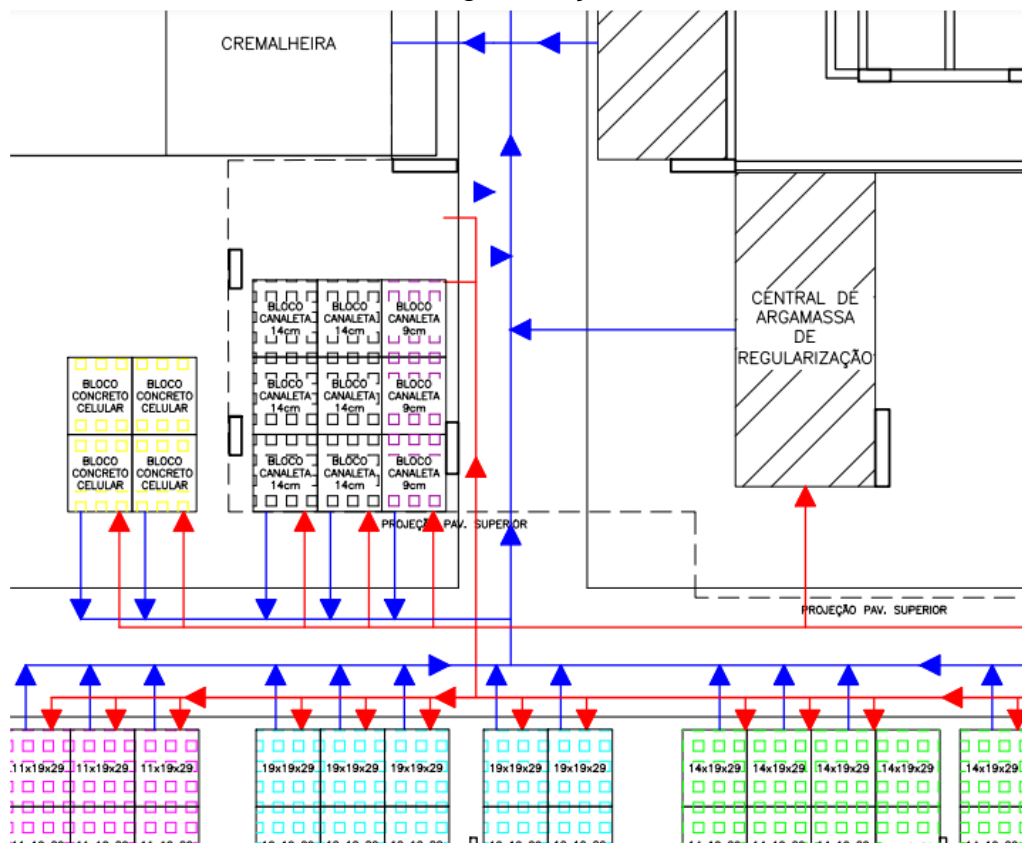 CREMALHEIRA
CENTRAL DE
ARGAMASSA
DE
REGULARIZAÇÃO
BLOCO
CANALETA
14cm
BLOCO
CANALETA
14cm
BLOCO
CANALETA
9cm
BLOCO
CANALETA
14cm
BLOCO
CANALETA
14cm
BLOCO
CANALETA
9cm
BLOCO
CANALETA
14cm
BLOCO
CANALETA
14cm
BLOCO
CANALETA
9cm
BLOCO
CONCRETO
CELULAR
BLOCO
CONCRETO
CELULAR
BLOCO
CONCRETO
CELULAR
BLOCO
CONCRETO
CELULAR
PROJEÇÃO PAV. SUPERIOR
PROJEÇÃO PAV. SUPERIOR
11x19x29 11x19x29 11x19x29 19x19x29 19x19x29 19x19x29 19x19x29 19x19x29 14x19x29 14x19x29 14x19x29 14x19x29 14x19x29